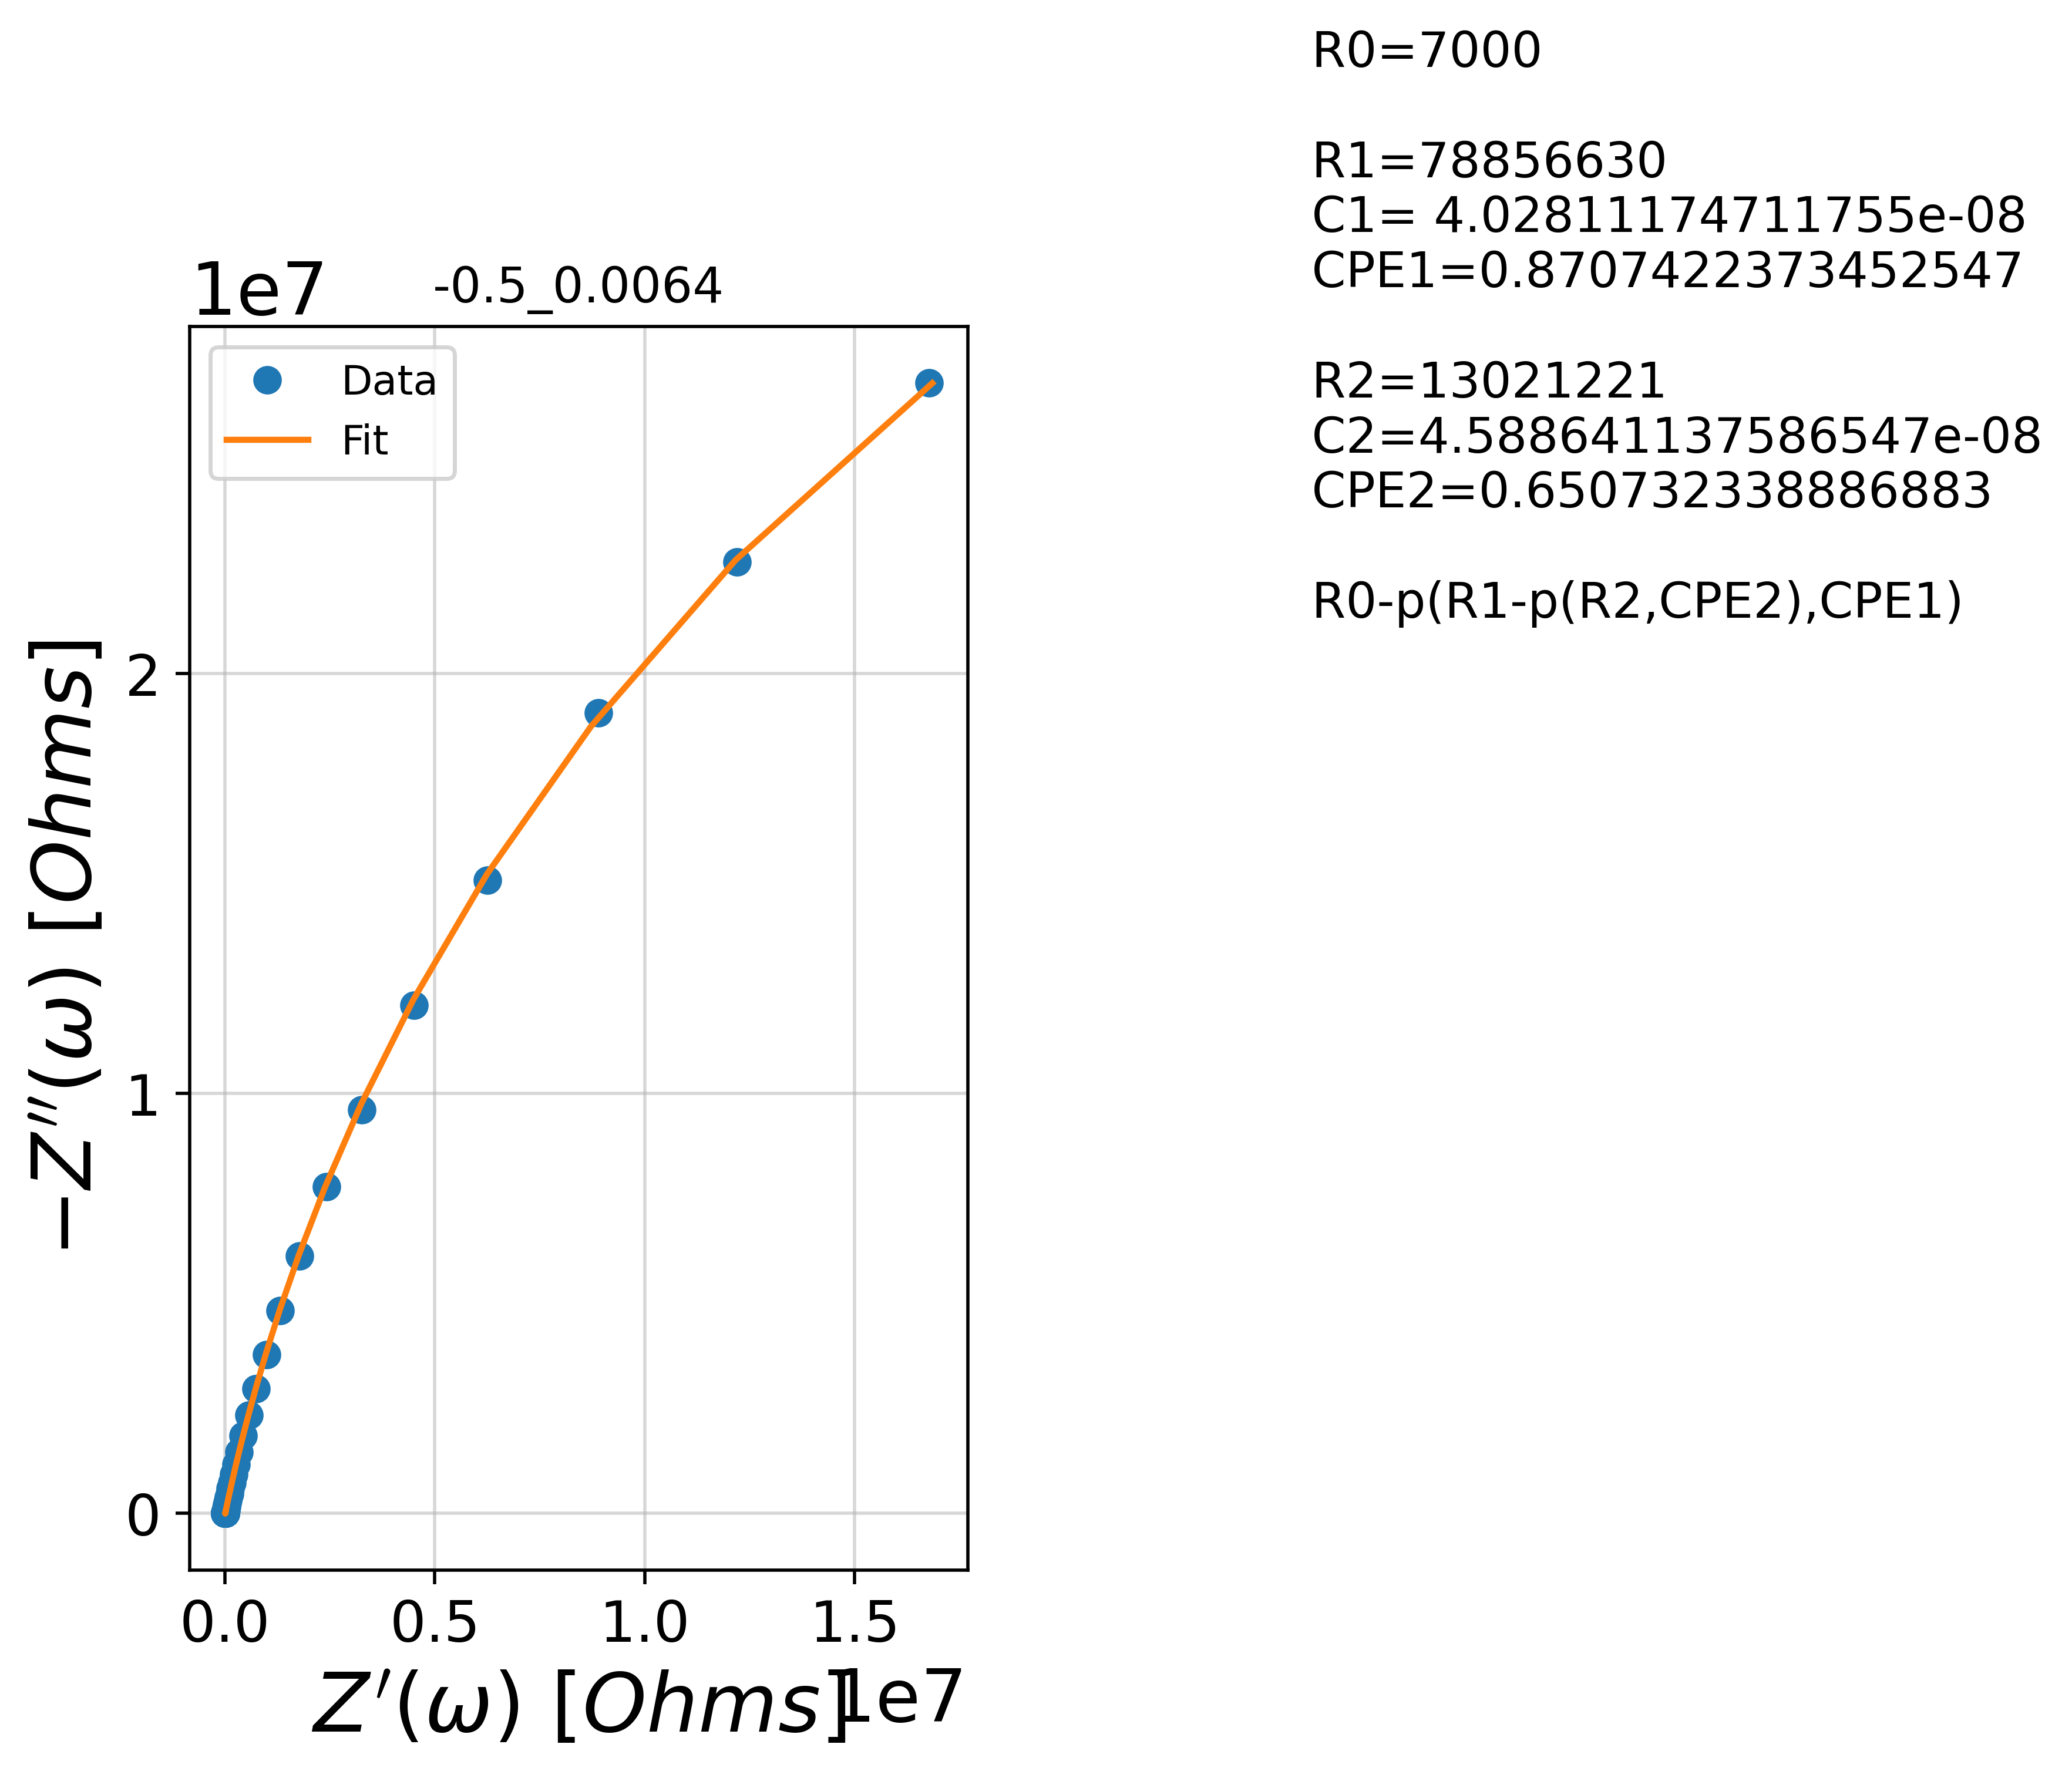 R0=7000
R1=78856630
C1= 4.02811174711755e-08
CPE1=0.8707422373452547
R2=13021221
C2=4.588641137586547e-08
CPE2=0.650732338886883
R0-p(R1-p(R2,CPE2),CPE1)
1e7
-0.5_0.0064
Data
Fit
2
1
0
−Z″(ω) [Ohms]
0.0 0.5 1.0 1.5
Z′(ω) [Ohms]
1e7